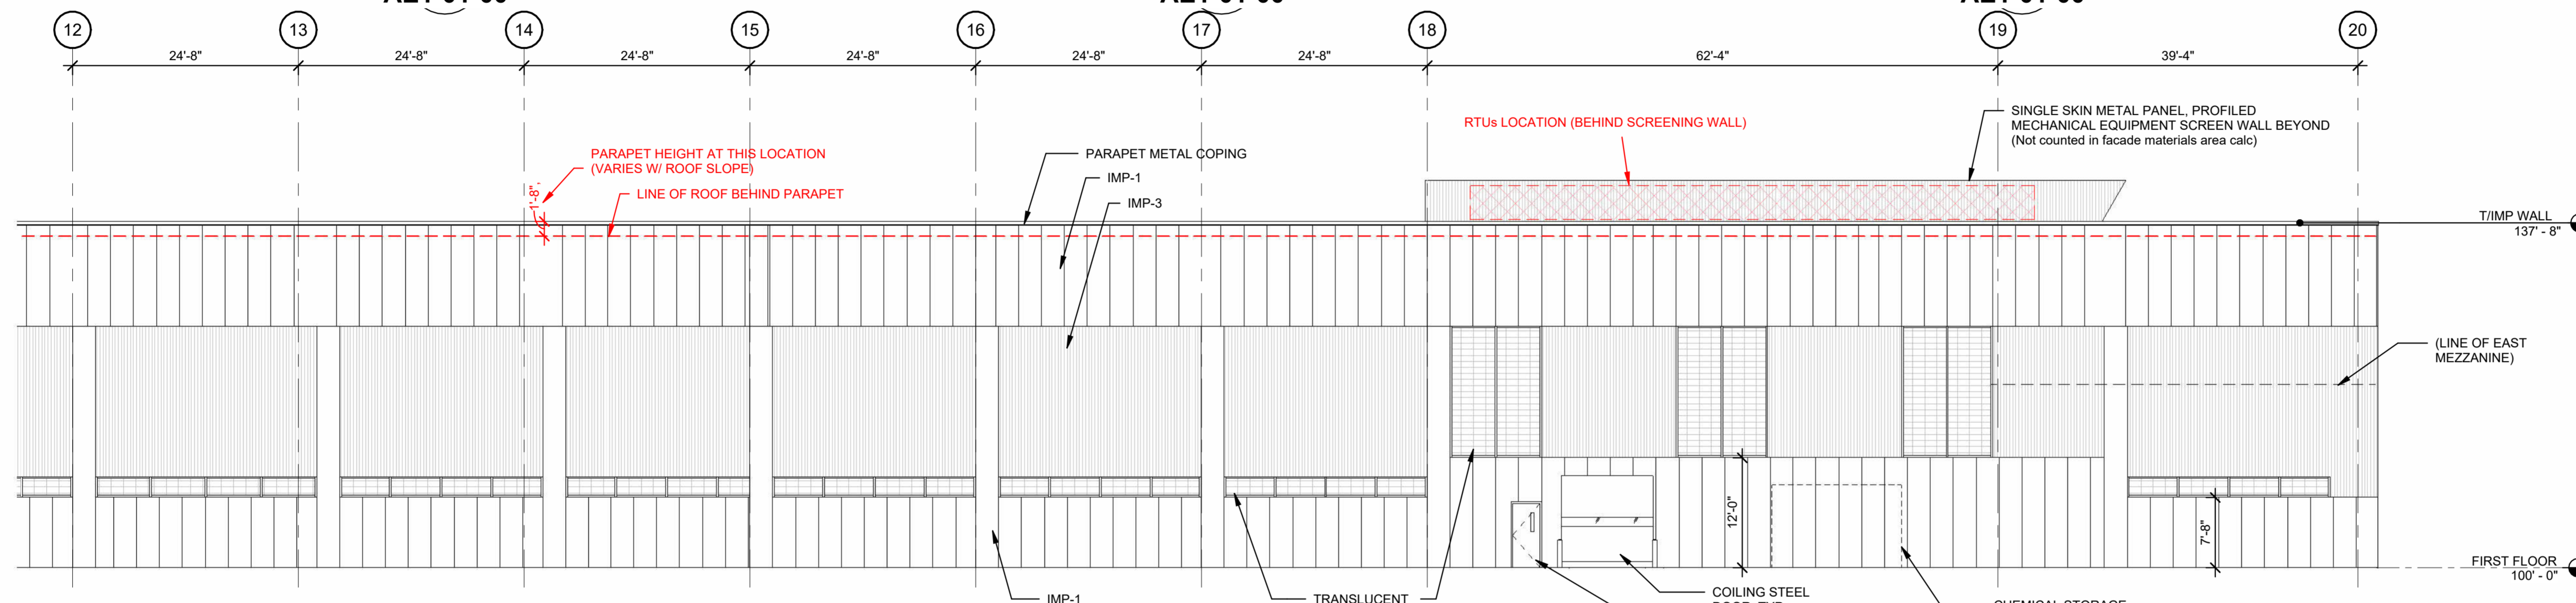 12
13
14
15
16
17
18
19
20
24'-8"
24'-8"
24'-8"
24'-8"
24'-8"
24'-8"
62'-4"
39'-4"
SINGLE SKIN METAL PANEL, PROFILED
MECHANICAL EQUIPMENT SCREEN WALL BEYOND
(Not counted in facade materials area calc)
RTUs LOCATION (BEHIND SCREENING WALL)
PARAPET HEIGHT AT THIS LOCATION
(VARIES W/ ROOF SLOPE)
1'-8"
LINE OF ROOF BEHIND PARAPET
PARAPET METAL COPING
IMP-1
IMP-3
T/IMP WALL
137' - 8"
(LINE OF EAST
MEZZANINE)
12'-0"
7'-8"
FIRST FLOOR
100' - 0"
IMP-1
TRANSLUCENT
COILING STEEL
CHEMICAL STORAGE